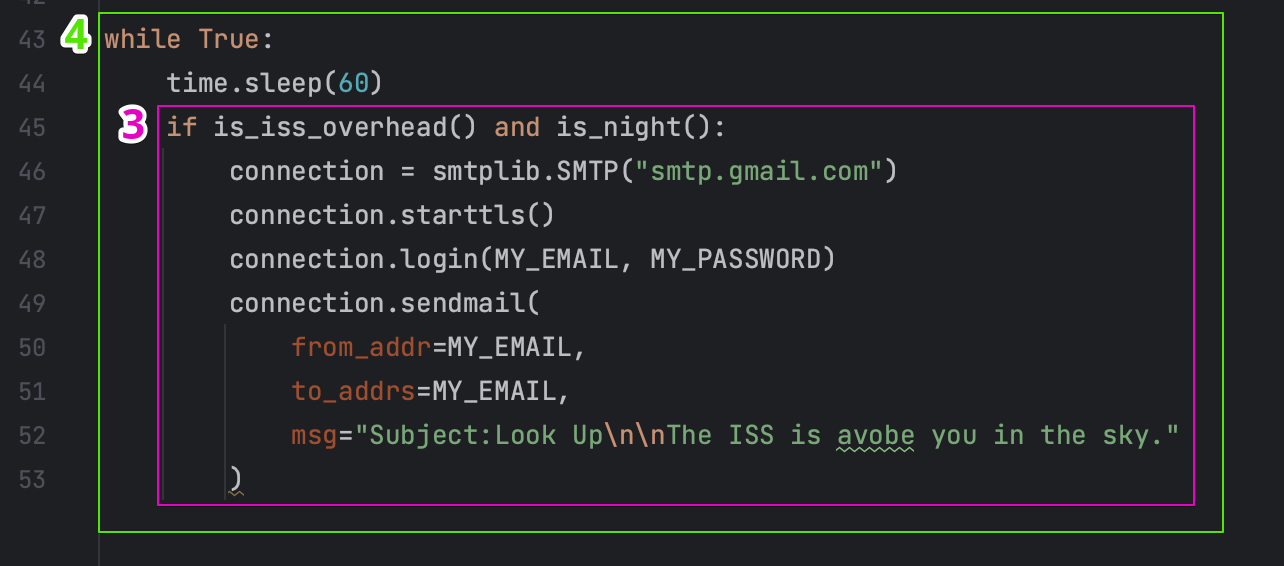 43 4 while True:
44     time.sleep(60)
45 3   if is_iss_overhead() and is_night():
46         connection = smtplib.SMTP("smtp.gmail.com")
47         connection.starttls()
48         connection.login(MY_EMAIL, MY_PASSWORD)
49         connection.sendmail(
50             from_addr=MY_EMAIL,
51             to_addrs=MY_EMAIL,
52             msg="Subject:Look Up\n\nThe ISS is avobe you in the sky."
53         )